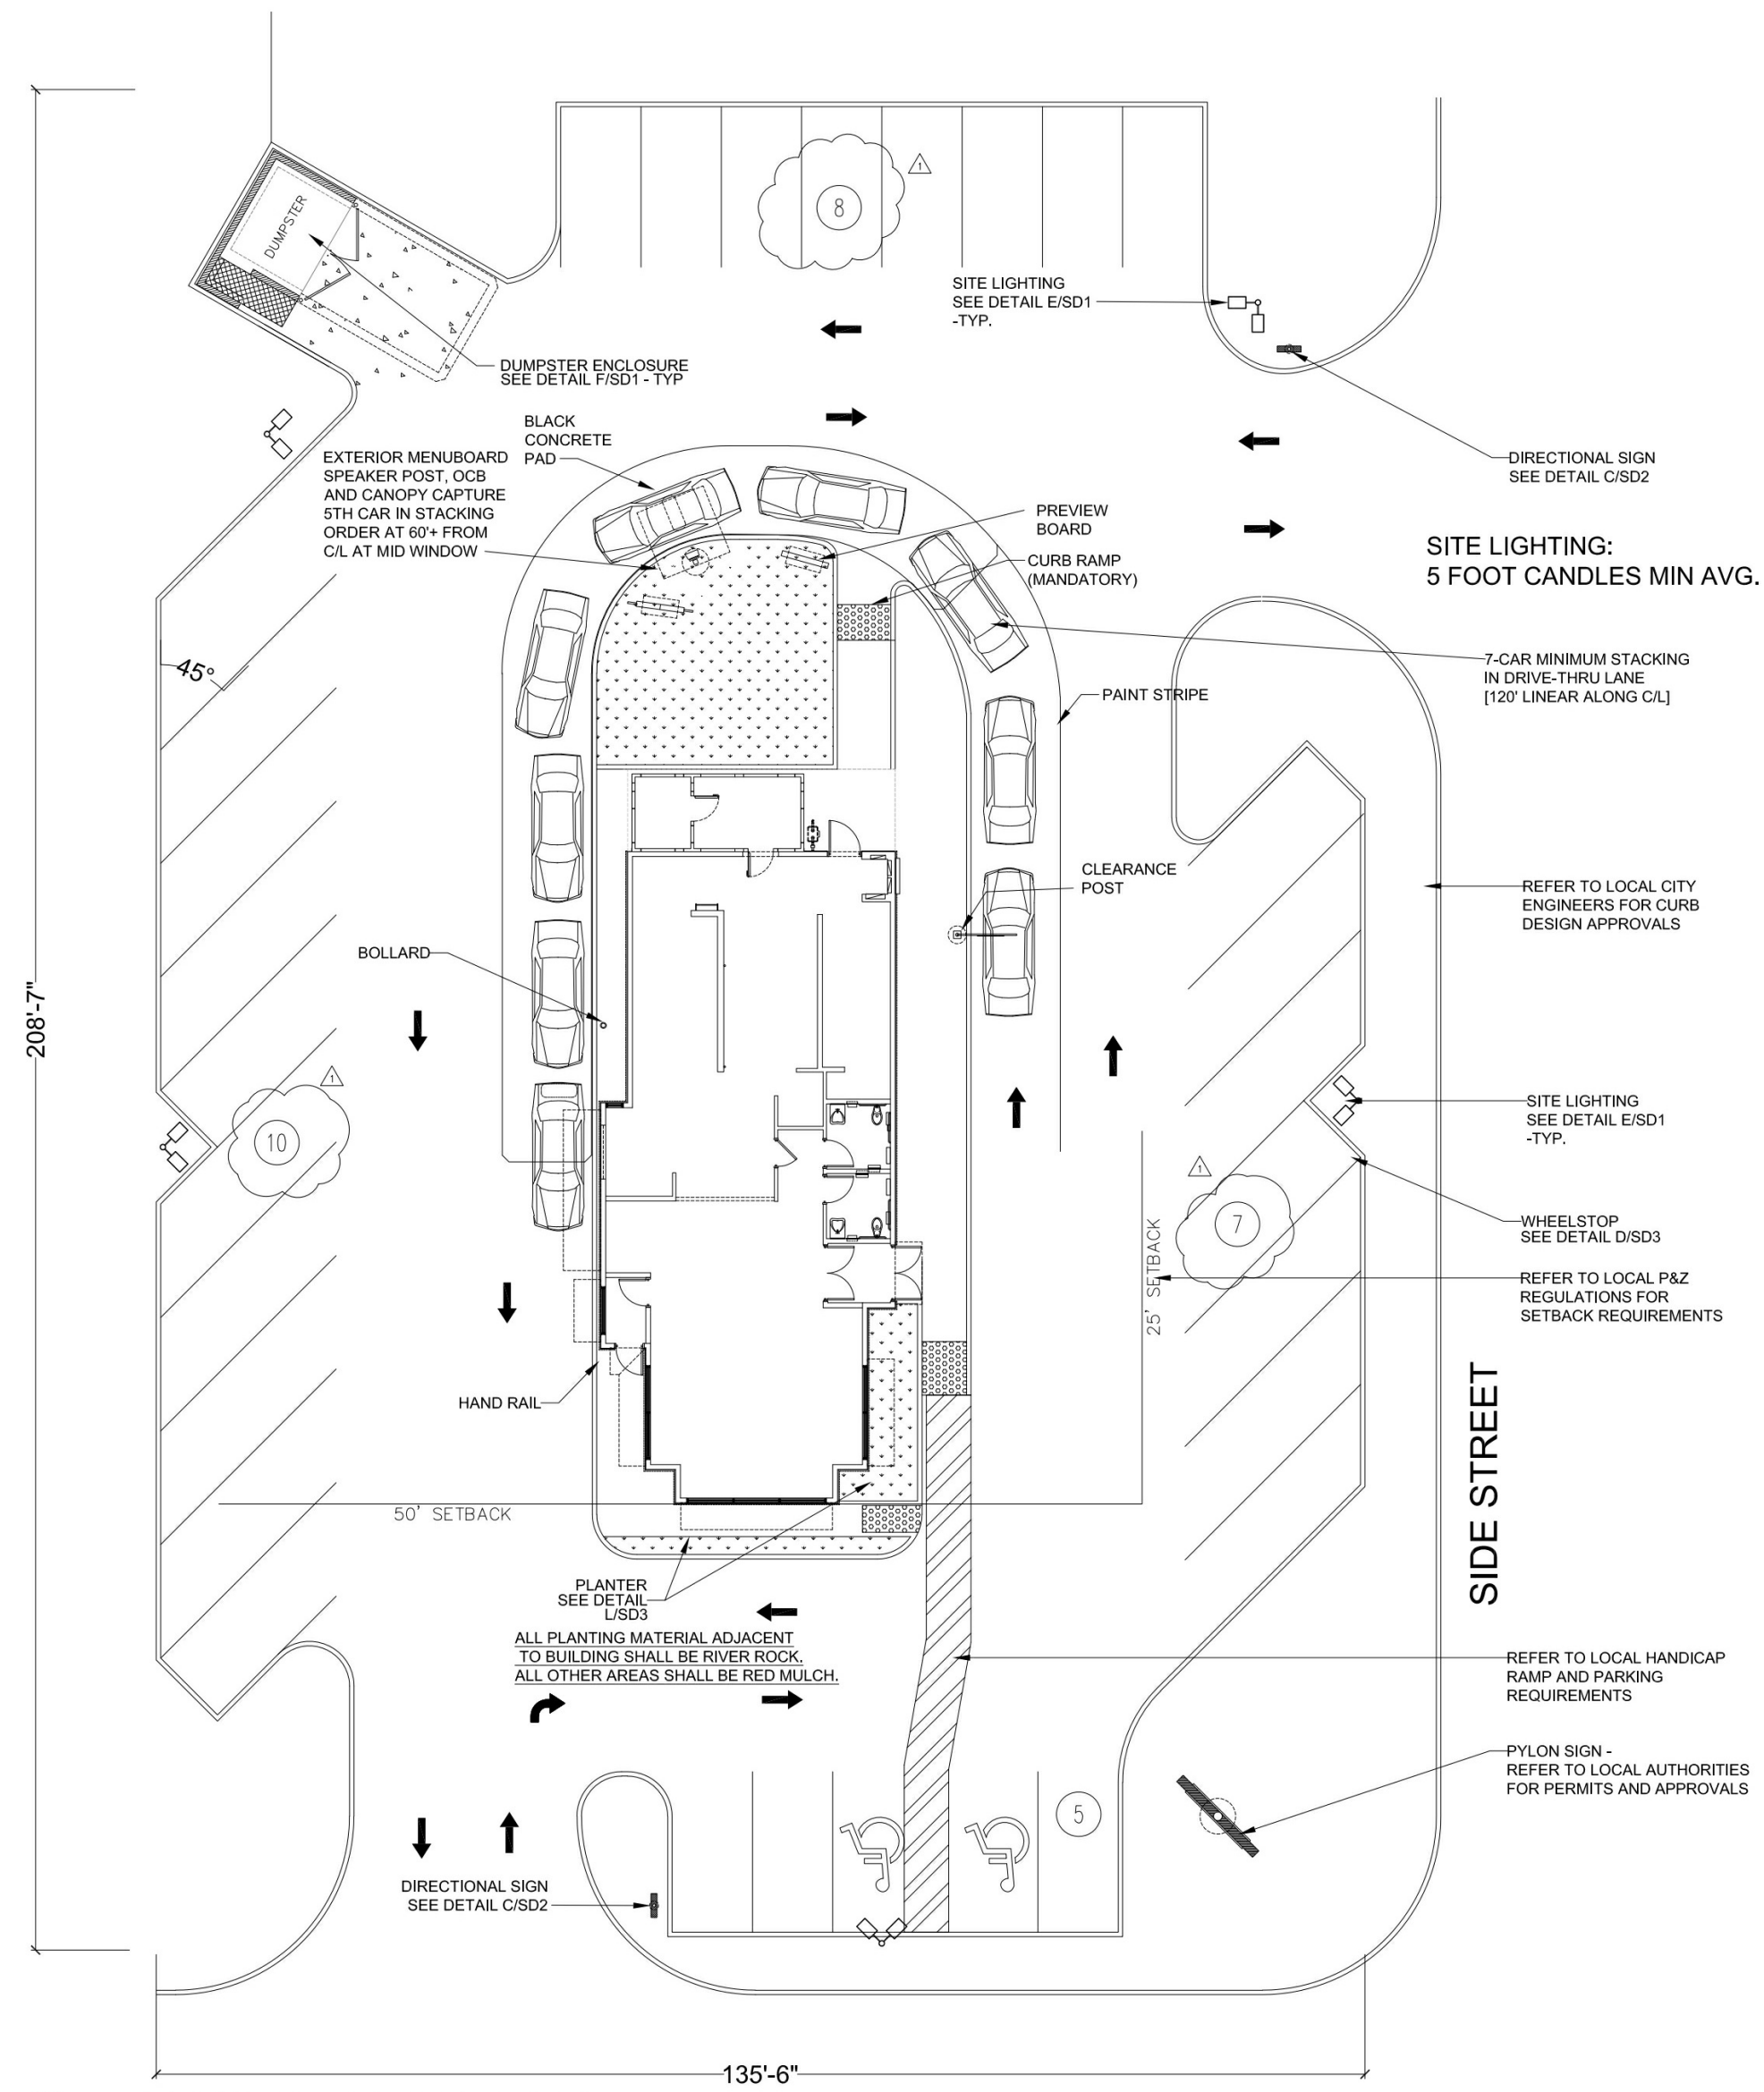 DUMPSTER
1
8
SITE LIGHTING
SEE DETAIL E/SD1
-TYP.
DUMPSTER ENCLOSURE
SEE DETAIL F/SD1 - TYP
BLACK
CONCRETE
PAD
EXTERIOR MENUBOARD
SPEAKER POST, OCB
AND CANOPY CAPTURE
5TH CAR IN STACKING
ORDER AT 60'+ FROM
C/L AT MID WINDOW
DIRECTIONAL SIGN
SEE DETAIL C/SD2
PREVIEW
BOARD
CURB RAMP
(MANDATORY)
SITE LIGHTING:
5 FOOT CANDLES MIN AVG.
45°
7-CAR MINIMUM STACKING
IN DRIVE-THRU LANE
[120' LINEAR ALONG C/L]
PAINT STRIPE
CLEARANCE
POST
REFER TO LOCAL CITY
ENGINEERS FOR CURB
DESIGN APPROVALS
BOLLARD
208'-7"
1
10
SITE LIGHTING
SEE DETAIL E/SD1
-TYP.
1
7
WHEELSTOP
SEE DETAIL D/SD3
25' SETBACK
REFER TO LOCAL P&Z
REGULATIONS FOR
SETBACK REQUIREMENTS
HAND RAIL
SIDE STREET
50' SETBACK
PLANTER
SEE DETAIL
L/SD3
ALL PLANTING MATERIAL ADJACENT
TO BUILDING SHALL BE RIVER ROCK.
ALL OTHER AREAS SHALL BE RED MULCH.
REFER TO LOCAL HANDICAP
RAMP AND PARKING
REQUIREMENTS
PYLON SIGN -
REFER TO LOCAL AUTHORITIES
FOR PERMITS AND APPROVALS
5
DIRECTIONAL SIGN
SEE DETAIL C/SD2
135'-6"